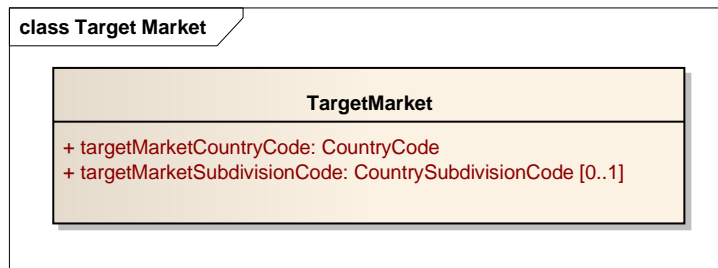 class Target Market
TargetMarket
+ targetMarketCountryCode: CountryCode
+ targetMarketSubdivisionCode: CountrySubdivisionCode [0..1]